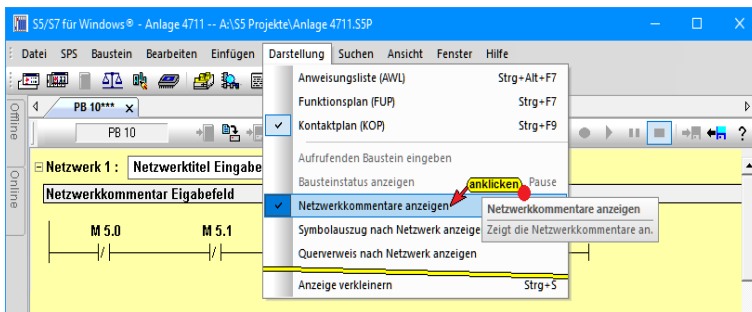 S5/S7 für Windows® - Anlage 4711 -- A:\S5 Projekte\Anlage 4711.S5P
Datei SPS Baustein Bearbeiten Einfügen Darstellung Suchen Ansicht Fenster Hilfe
Anweisungsliste (AWL) Strg+Alt+F7
Funktionsplan (FUP) Strg+F7
Kontaktplan (KOP) Strg+F9
Aufrufenden Baustein eingeben
Bausteinstatus anzeigen anklicken Pause
Netzwerkkommentare anzeigen
Symbolauszug nach Netzwerk anzeige
Querverweis nach Netzwerk anzeigen
Anzeige verkleinern Strg+S
Netzwerkkommentare anzeigen
Zeigt die Netzwerkkommentare an.
Offline
Online
PB 10*** x
PB 10
?
Netzwerk 1 : Netzwerktitel Eingabe
Netzwerkkommentar Eigabefeld
M 5.0 M 5.1